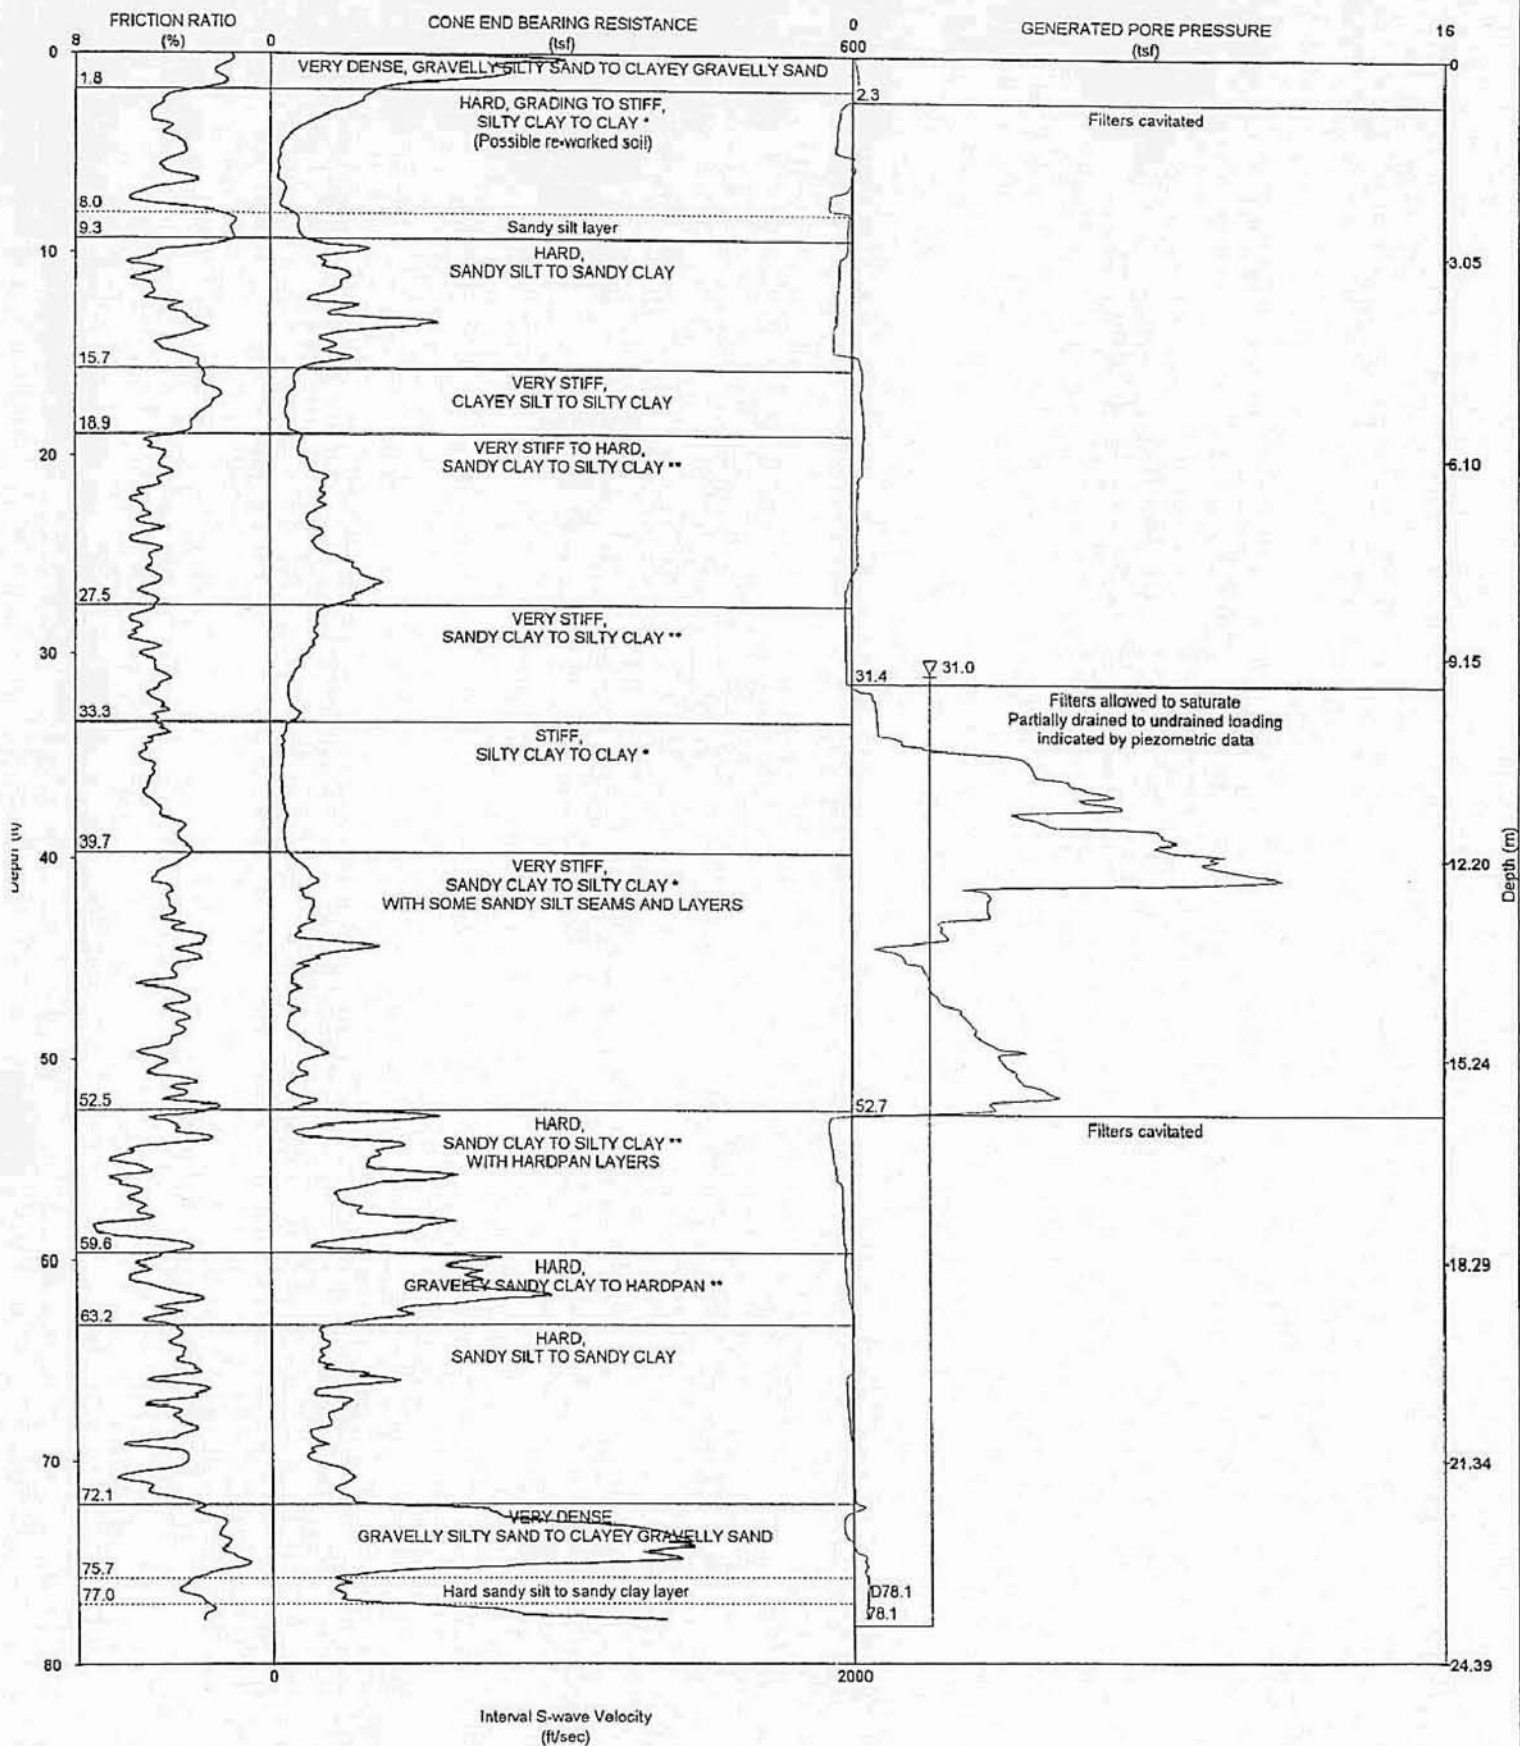 FRICTION RATIO
(%)
8
0
CONE END BEARING RESISTANCE
(tsf)
0
600
GENERATED PORE PRESSURE
(tsf)
16
0
0
VERY DENSE, GRAVELLY SILTY SAND TO CLAYEY GRAVELLY SAND
1.8
2.3
HARD, GRADING TO STIFF,
SILTY CLAY TO CLAY *
(Possible re-worked soil)
Filters cavitated
8.0
Sandy silt layer
9.3
10
HARD,
SANDY SILT TO SANDY CLAY
3.05
15.7
VERY STIFF,
CLAYEY SILT TO SILTY CLAY
18.9
VERY STIFF TO HARD,
SANDY CLAY TO SILTY CLAY **
20
6.10
27.5
VERY STIFF,
SANDY CLAY TO SILTY CLAY **
30
9.15
31.4
31.0
Filters allowed to saturate
Partially drained to undrained loading
indicated by piezometric data
33.3
STIFF,
SILTY CLAY TO CLAY *
39.7
40
12.20
Depth (m)
VERY STIFF,
SANDY CLAY TO SILTY CLAY *
WITH SOME SANDY SILT SEAMS AND LAYERS
50
15.24
52.5
52.7
HARD,
SANDY CLAY TO SILTY CLAY **
WITH HARDPAN LAYERS
Filters cavitated
59.6
60
18.29
HARD,
GRAVELLY SANDY CLAY TO HARDPAN **
63.2
HARD,
SANDY SILT TO SANDY CLAY
70
21.34
72.1
VERY DENSE
GRAVELLY SILTY SAND TO CLAYEY GRAVELLY SAND
75.7
Hard sandy silt to sandy clay layer
77.0
D78.1
78.1
80
24.39
0
2000
Interval S-wave Velocity
(ft/sec)